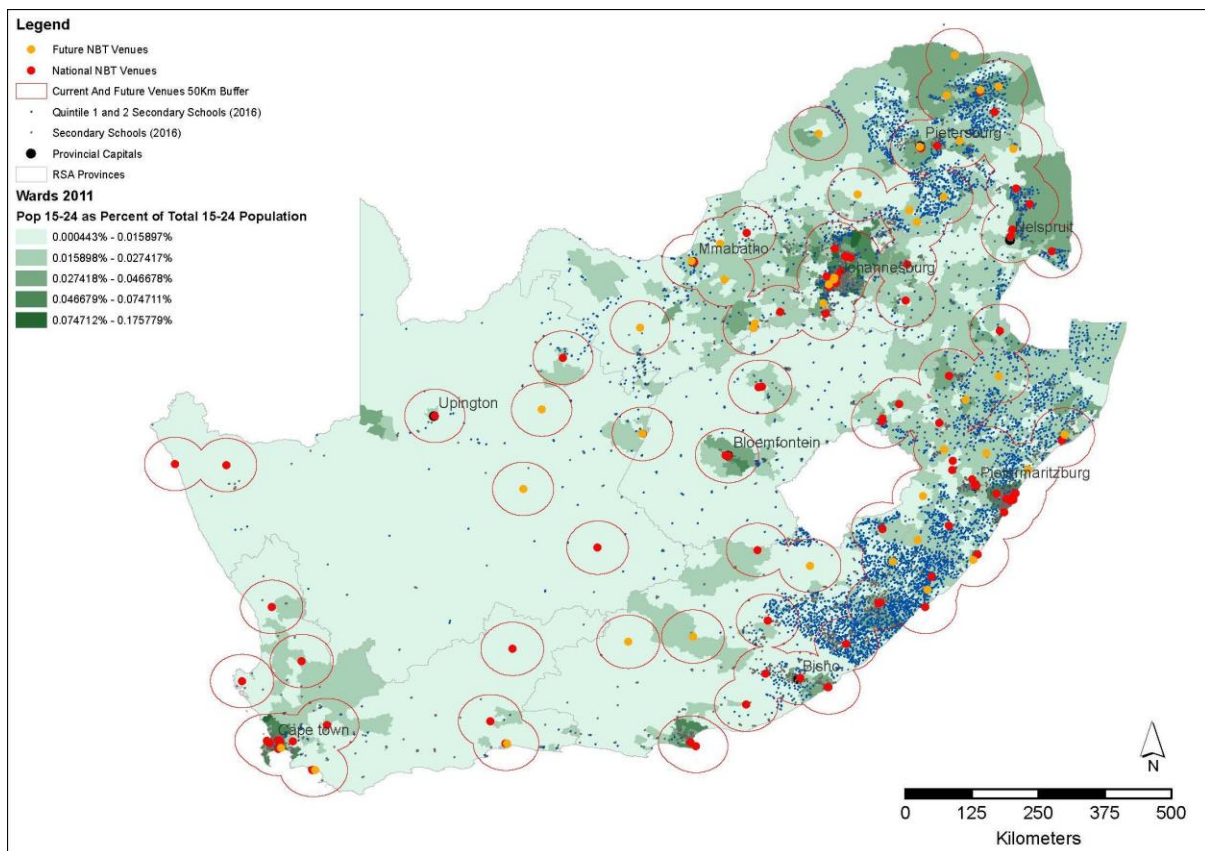 Legend
Future NBT Venues
National NBT Venues
Current And Future Venues 50Km Buffer
Quintile 1 and 2 Secondary Schools (2016)
Secondary Schools (2016)
Provincial Capitals
RSA Provinces
Wards 2011
Pop 15-24 as Percent of Total 15-24 Population
0.000443% - 0.015897%
0.015898% - 0.027417%
0.027418% - 0.046678%
0.046679% - 0.074711%
0.074712% - 0.175779%
Pietersburg
Nelspruit
Mmabatho
Johannesburg
Upington
Bloemfontein
Pietermaritzburg
Bisho
Cape town
N
0 125 250 375 500
Kilometers